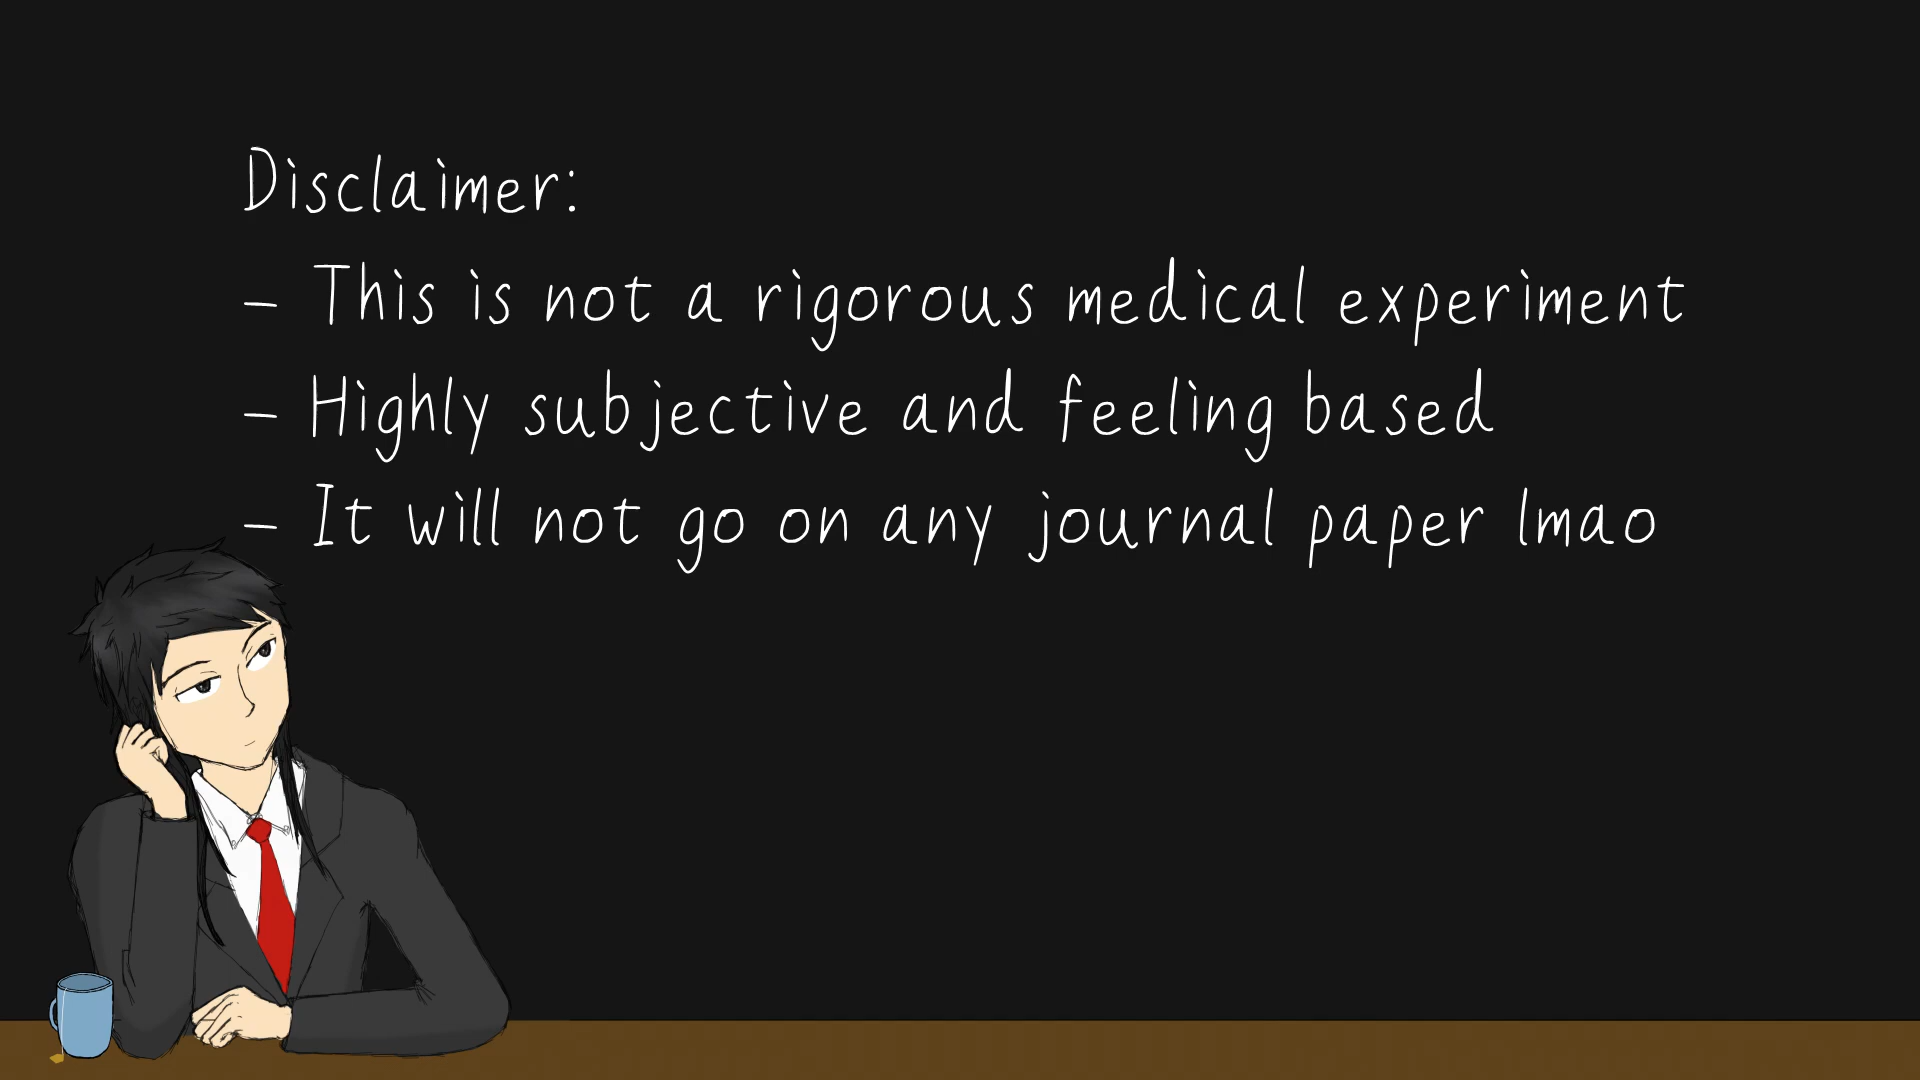 Disclaimer:
- This is not a rigorous medical experiment
- Highly subjective and feeling based
- It will not go on any journal paper lmao